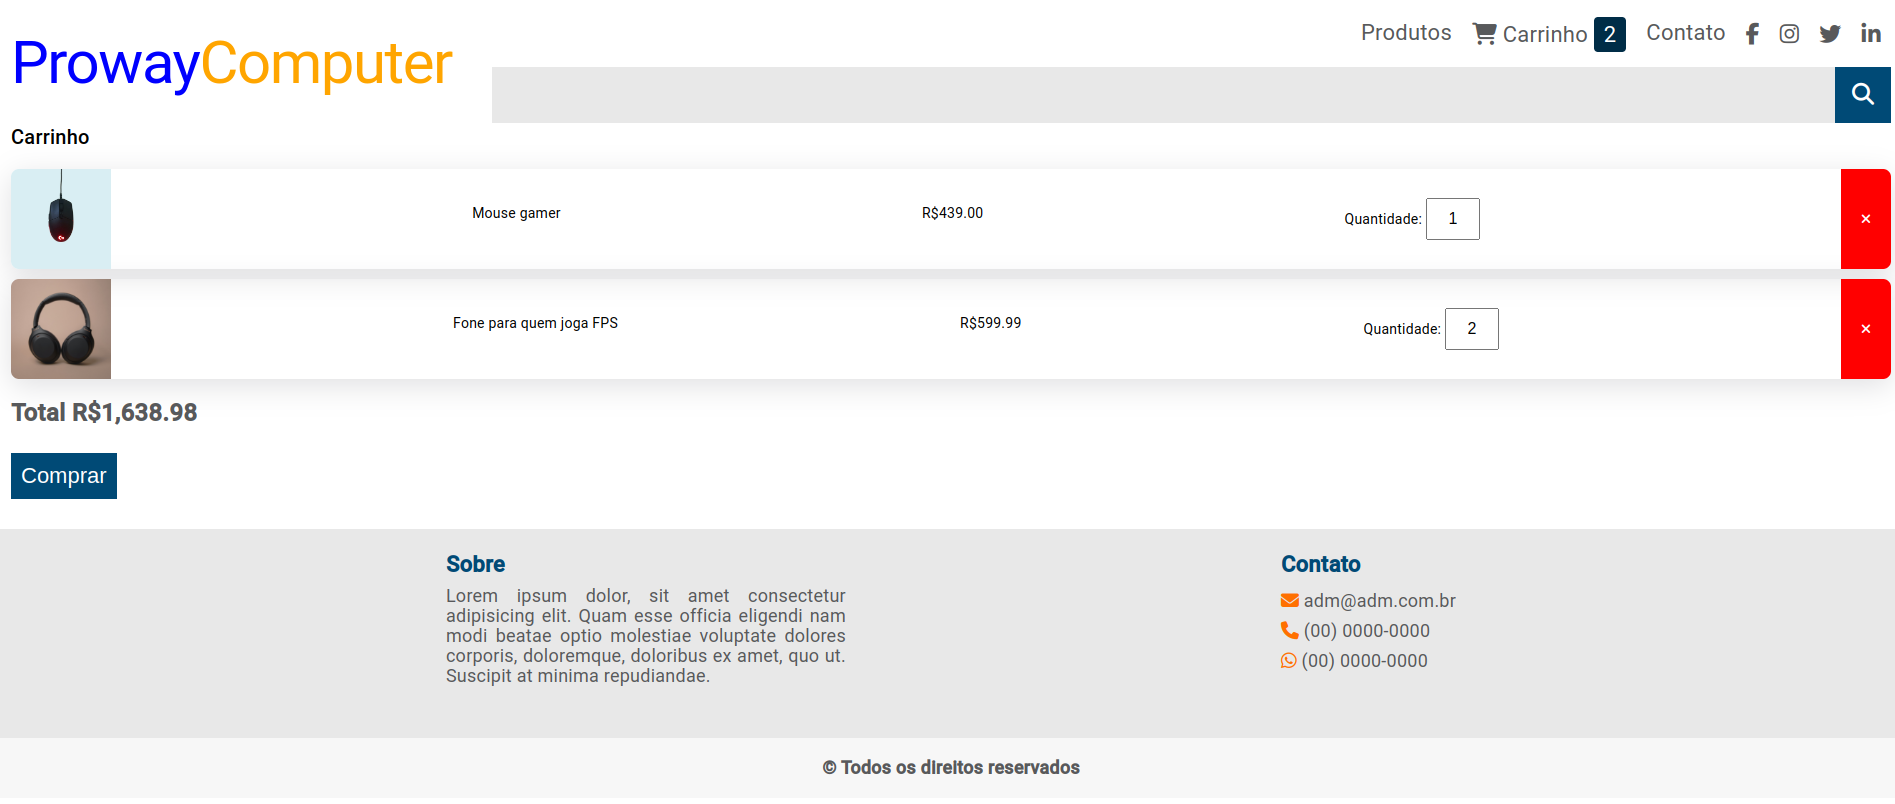 ProwayComputer
Produtos Carrinho 2 Contato
Carrinho
Mouse gamer R$439.00 Quantidade: 1 ×
Fone para quem joga FPS R$599.99 Quantidade: 2 ×
Total R$1,638.98
Comprar
Sobre
Lorem ipsum dolor, sit amet consectetur
adipisicing elit. Quam esse officia eligendi nam
modi beatae optio molestiae voluptate dolores
corporis, doloremque, doloribus ex amet, quo ut.
Suscipit at minima repudiandae.
Contato
adm@adm.com.br
(00) 0000-0000
(00) 0000-0000
© Todos os direitos reservados